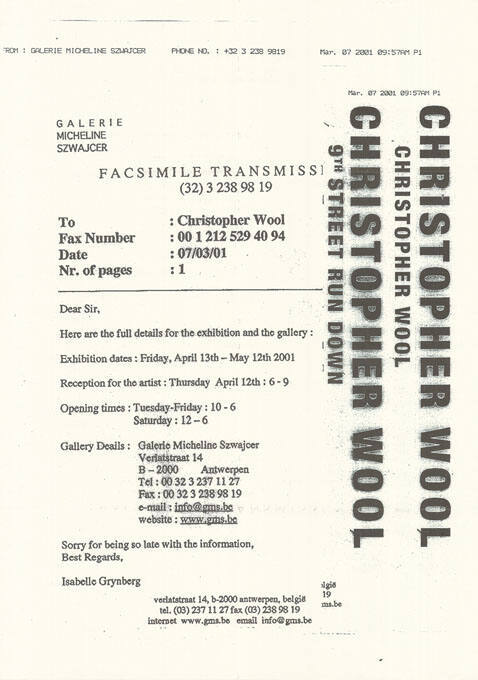 FROM : GALERIE MICHELINE SZWAJCER PHONE NO. : +32 3 238 9819 Mar. 07 2001 09:57AM P1
Mar. 07 2001 09:57AM P1
GALERIE
MICHELINE
SZWAJCER
FACSIMILE TRANSMISSI
(32) 3 238 98 19
To : Christopher Wool
Fax Number : 00 1 212 529 40 94
Date : 07/03/01
Nr. of pages : 1
Dear Sir,
Here are the full details for the exhibition and the gallery :
Exhibition dates : Friday, April 13th – May 12th 2001
Reception for the artist : Thursday April 12th : 6 - 9
Opening times : Tuesday-Friday : 10 - 6
Saturday : 12 – 6
Gallery Deails : Galerie Micheline Szwajcer
Verlatstraat 14
B – 2000 Antwerpen
Tel : 00 32 3 237 11 27
Fax : 00 32 3 238 98 19
e-mail : info@gms.be
website : www.gms.be
Sorry for being so late with the information,
Best Regards,
Isabelle Grynberg
verlatstraat 14, b-2000 antwerpen, belgië
tel. (03) 237 11 27 fax (03) 238 98 19
internet www.gms.be email info@gms.be
lgië
19
ms.be
CHRISTOPHER WOOL
CHRISTOPHER WOOL
CHRISTOPHER WOOL
9TH STREET RUN DOWN